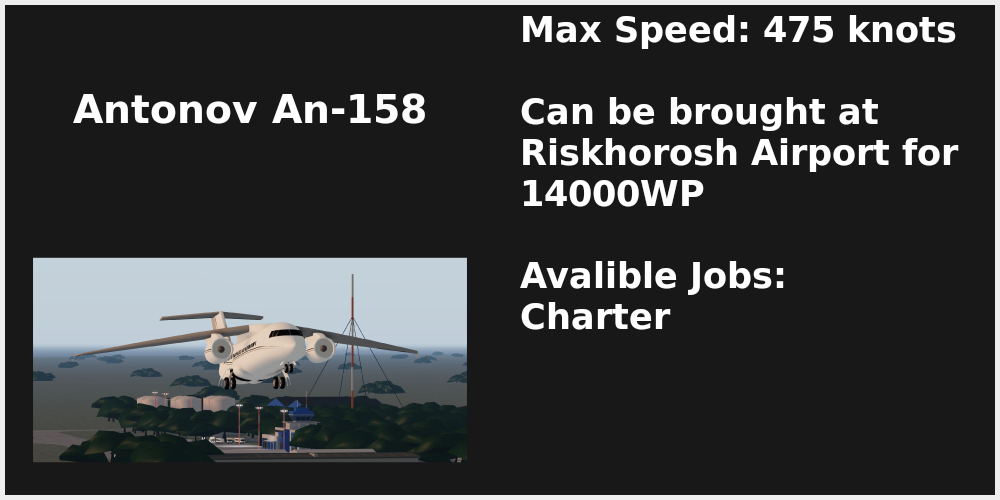 Antonov An-158
Max Speed: 475 knots
Can be brought at
Riskhorosh Airport for
14000WP
Avalible Jobs:
Charter